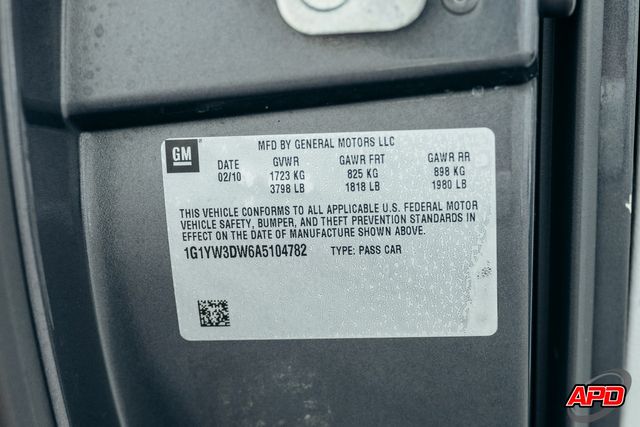 GM
MFD BY GENERAL MOTORS LLC
DATE GVWR GAWR FRT GAWR RR
02/10 1723 KG 825 KG 898 KG
3798 LB 1818 LB 1980 LB
THIS VEHICLE CONFORMS TO ALL APPLICABLE U.S. FEDERAL MOTOR
VEHICLE SAFETY, BUMPER, AND THEFT PREVENTION STANDARDS IN
EFFECT ON THE DATE OF MANUFACTURE SHOWN ABOVE.
1G1YW3DW6A5104782 TYPE: PASS CAR
APD